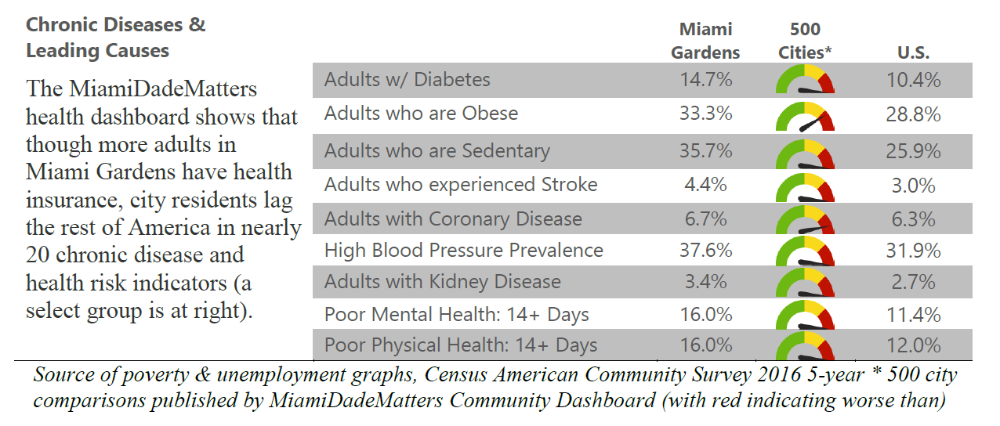 Chronic Diseases &
Leading Causes
The MiamiDadeMatters
health dashboard shows that
though more adults in
Miami Gardens have health
insurance, city residents lag
the rest of America in nearly
20 chronic disease and
health risk indicators (a
select group is at right).
Miami Gardens 500 Cities* U.S.
Adults w/ Diabetes 14.7% 10.4%
Adults who are Obese 33.3% 28.8%
Adults who are Sedentary 35.7% 25.9%
Adults who experienced Stroke 4.4% 3.0%
Adults with Coronary Disease 6.7% 6.3%
High Blood Pressure Prevalence 37.6% 31.9%
Adults with Kidney Disease 3.4% 2.7%
Poor Mental Health: 14+ Days 16.0% 11.4%
Poor Physical Health: 14+ Days 16.0% 12.0%
Source of poverty & unemployment graphs, Census American Community Survey 2016 5-year * 500 city
comparisons published by MiamiDadeMatters Community Dashboard (with red indicating worse than)